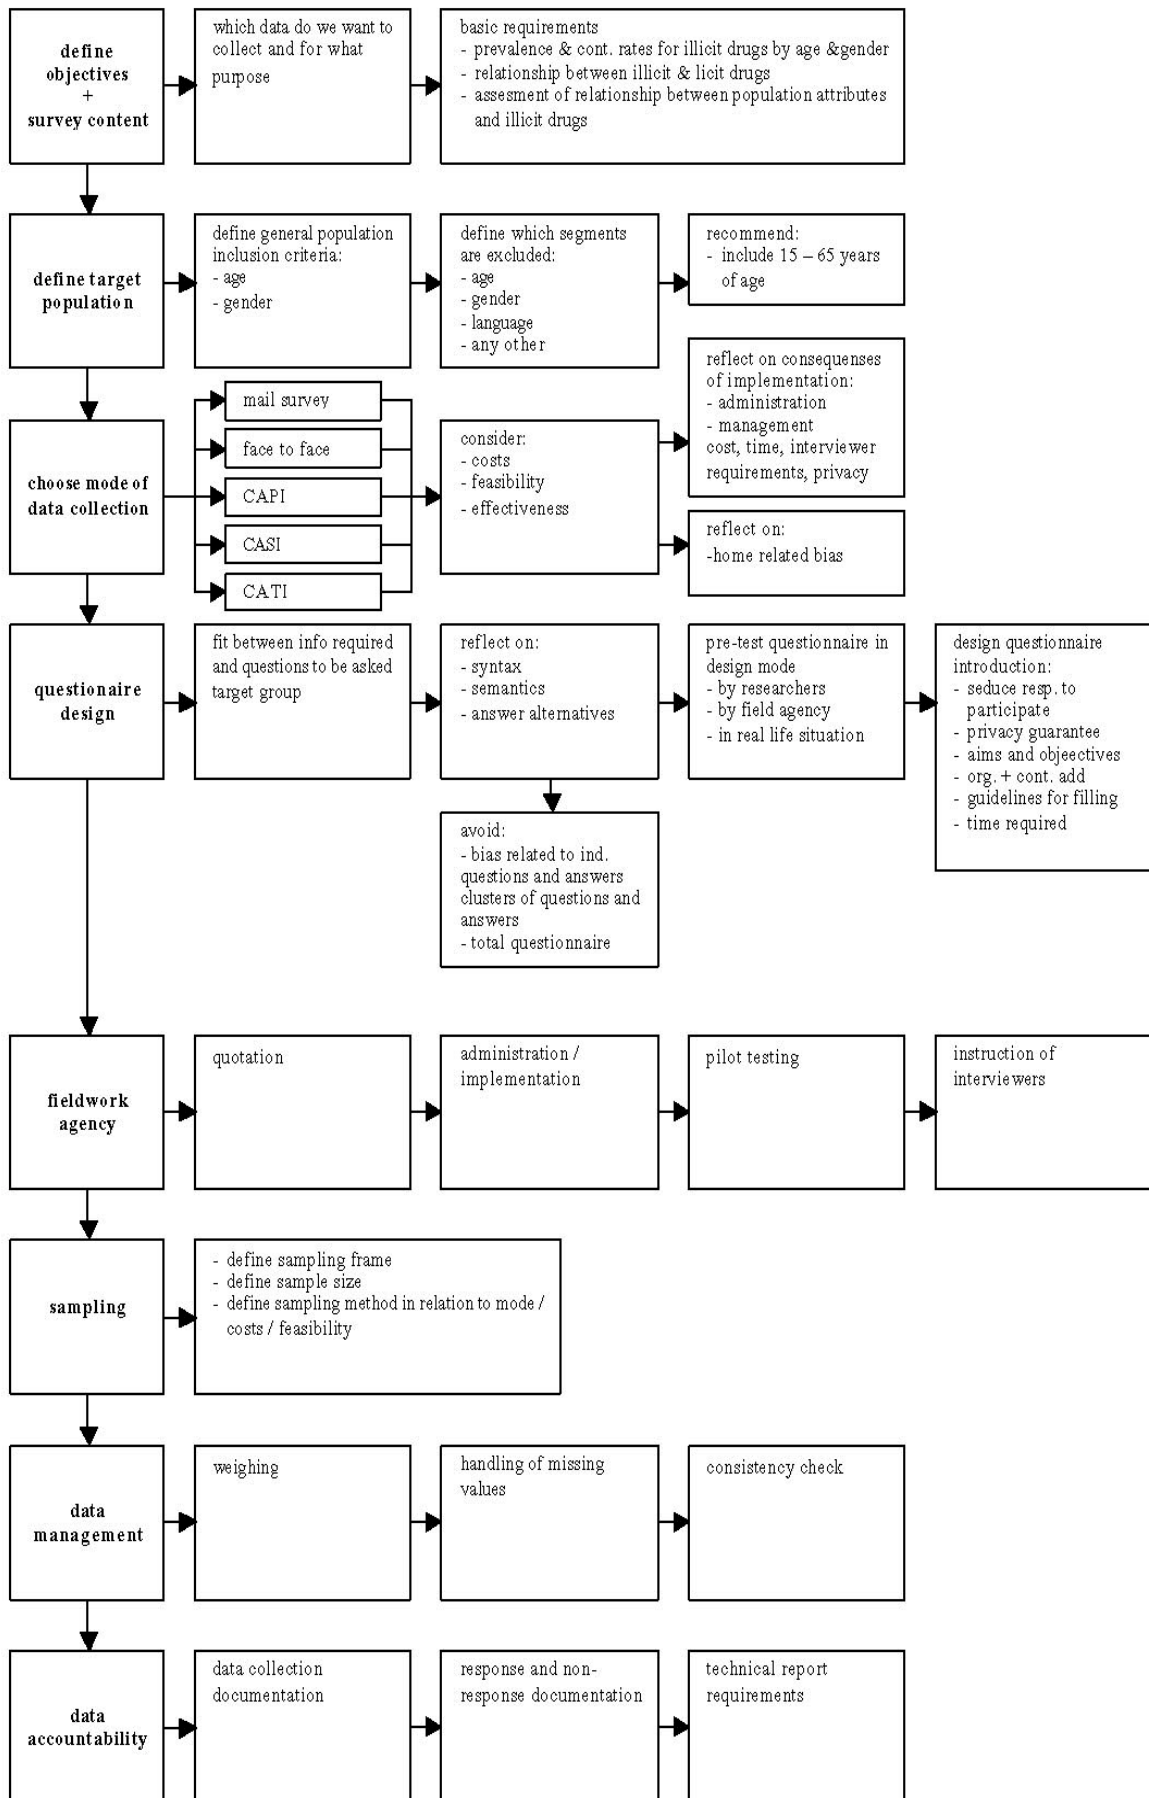 define
objectives
+
survey content
which data do we want to
collect and for what
purpose
basic requirements
- prevalence & cont. rates for illicit drugs by age &gender
- relationship between illicit & licit drugs
- assesment of relationship between population attributes
and illicit drugs
define target
population
define general population
inclusion criteria:
- age
- gender
define which segments
are excluded:
- age
- gender
- language
- any other
recommend:
- include 15 – 65 years
of age
choose mode of
data collection
mail survey
face to face
CAPI
CASI
CATI
consider:
- costs
- feasibility
- effectiveness
reflect on consequenses
of implementation:
- administration
- management
cost, time, interviewer
requirements, privacy
reflect on:
-home related bias
questionaire
design
fit between info required
and questions to be asked
target group
reflect on:
- syntax
- semantics
- answer alternatives
avoid:
- bias related to ind.
questions and answers
clusters of questions and
answers
- total questionnaire
pre-test questionnaire in
design mode
- by researchers
- by field agency
- in real life situation
design questionnaire
introduction:
- seduce resp. to
participate
- privacy guarantee
- aims and objeectives
- org. + cont. add
- guidelines for filling
- time required
fieldwork
agency
quotation
administration /
implementation
pilot testing
instruction of
interviewers
sampling
- define sampling frame
- define sample size
- define sampling method in relation to mode /
costs / feasibility
data
management
weighing
handling of missing
values
consistency check
data
accountability
data collection
documentation
response and non-
response documentation
technical report
requirements